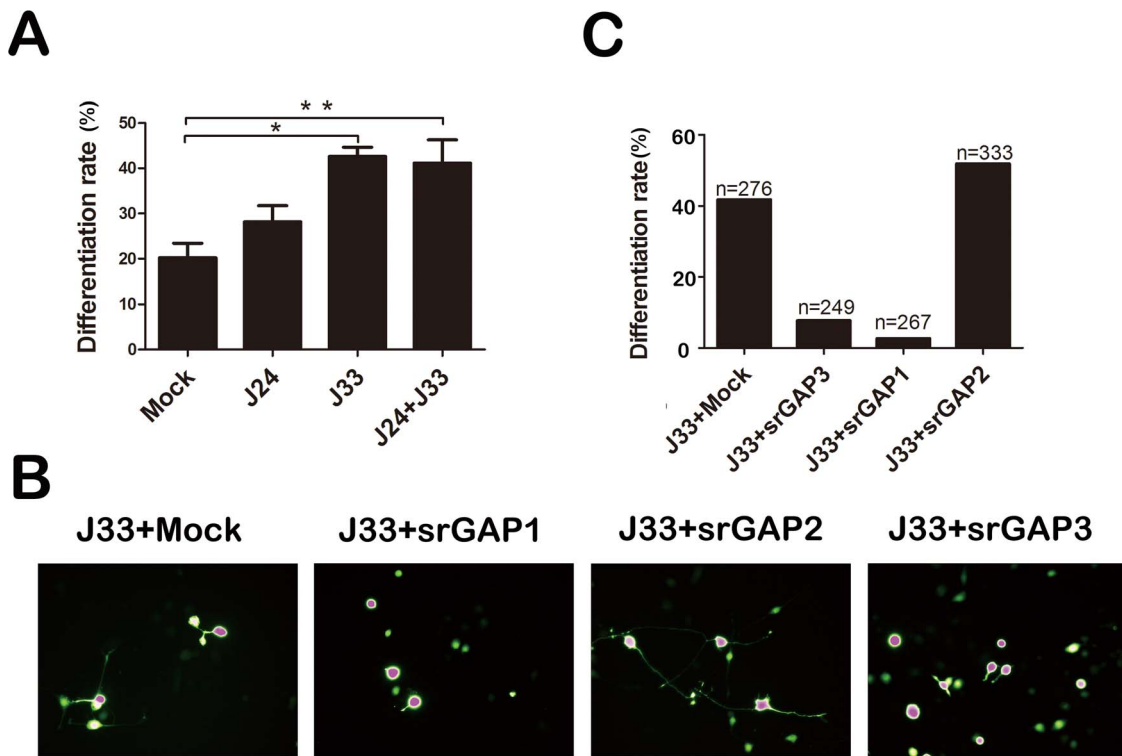 A
Differentiation rate (%)
50
40
30
20
10
0
* *
*
Mock
J24
J33
J24+J33
C
Differentiation rate(%)
60
40
20
0
n=276
n=249
n=267
n=333
J33+Mock
J33+srGAP3
J33+srGAP1
J33+srGAP2
B
J33+Mock
J33+srGAP1
J33+srGAP2
J33+srGAP3